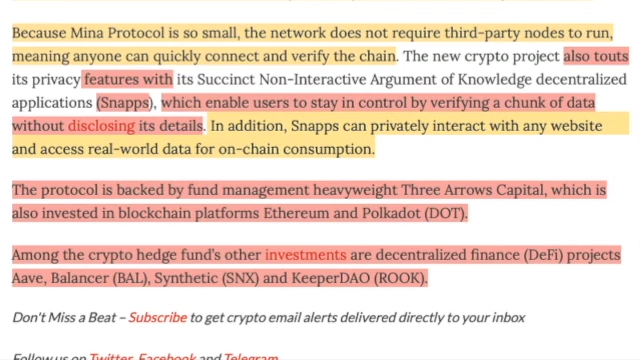 Because Mina Protocol is so small, the network does not require third-party nodes to run,
meaning anyone can quickly connect and verify the chain. The new crypto project also touts
its privacy features with its Succinct Non-Interactive Argument of Knowledge decentralized
applications (Snapps), which enable users to stay in control by verifying a chunk of data
without disclosing its details. In addition, Snapps can privately interact with any website
and access real-world data for on-chain consumption.
The protocol is backed by fund management heavyweight Three Arrows Capital, which is
also invested in blockchain platforms Ethereum and Polkadot (DOT).
Among the crypto hedge fund's other investments are decentralized finance (DeFi) projects
Aave, Balancer (BAL), Synthetic (SNX) and KeeperDAO (ROOK).
Don't Miss a Beat – Subscribe to get crypto email alerts delivered directly to your inbox
Follow us on Twitter, Facebook and Telegram